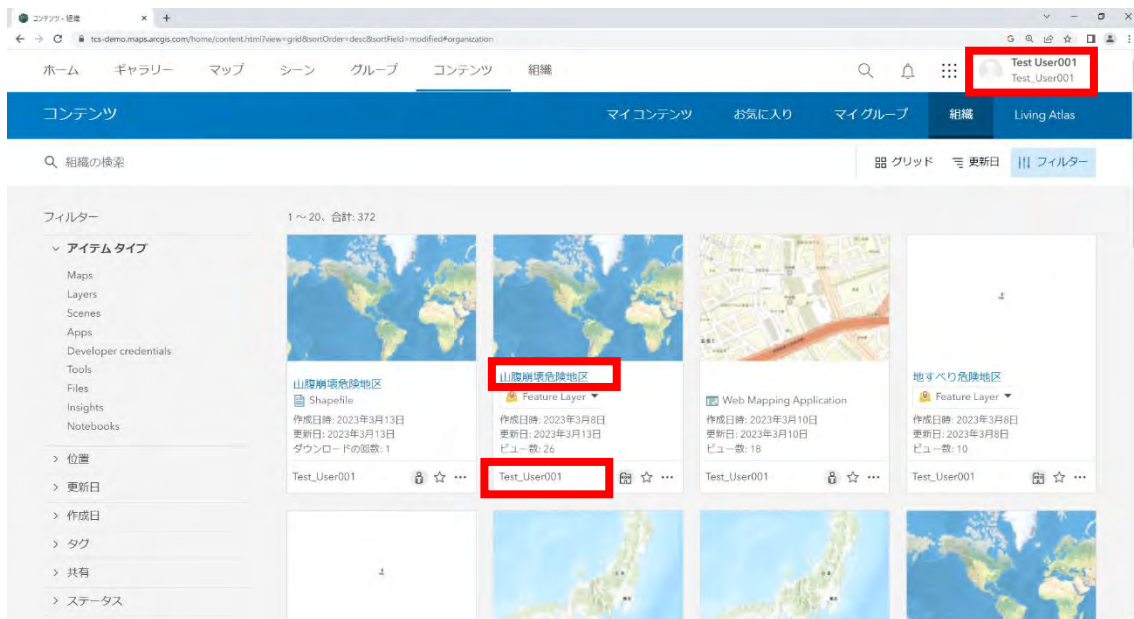 コンテンツ - 組織
tcs-demo.maps.arcgis.com/home/content.html?view=grid&sortOrder=desc&sortField=modified#organization
ホーム ギャラリー マップ シーン グループ コンテンツ 組織
Test User001
Test_User001
コンテンツ マイ コンテンツ お気に入り マイ グループ 組織 Living Atlas
組織の検索 グリッド 更新日 フィルター
フィルター
1 ～ 20、合計: 372
アイテム タイプ
Maps
Layers
Scenes
Apps
Developer credentials
Tools
Files
Insights
Notebooks
位置
更新日
作成日
タグ
共有
ステータス
山腹崩壊危険地区
Shapefile
作成日時: 2023年3月13日
更新日: 2023年3月13日
ダウンロードの回数: 1
Test_User001
山腹崩壊危険地区
Feature Layer
作成日時: 2023年3月8日
更新日: 2023年3月13日
ビュー数: 26
Test_User001
Web Mapping Application
作成日時: 2023年3月10日
更新日: 2023年3月10日
ビュー数: 18
Test_User001
地すべり危険地区
Feature Layer
作成日時: 2023年3月8日
更新日: 2023年3月8日
ビュー数: 10
Test_User001